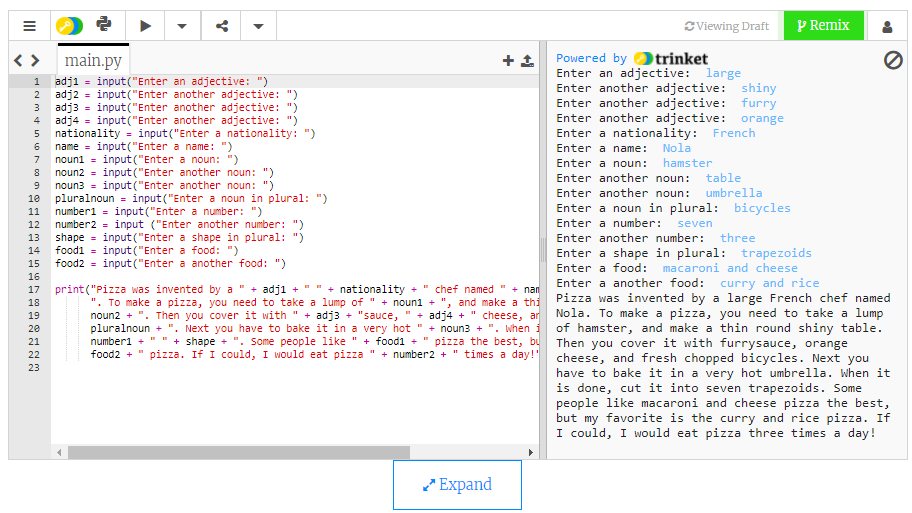 Viewing Draft
Remix
main.py
1 adj1 = input("Enter an adjective: ")
2 adj2 = input("Enter another adjective: ")
3 adj3 = input("Enter another adjective: ")
4 adj4 = input("Enter another adjective: ")
5 nationality = input("Enter a nationality: ")
6 name = input("Enter a name: ")
7 noun1 = input("Enter a noun: ")
8 noun2 = input("Enter another noun: ")
9 noun3 = input("Enter another noun: ")
10 pluralnoun = input("Enter a noun in plural: ")
11 number1 = input("Enter a number: ")
12 number2 = input ("Enter another number: ")
13 shape = input("Enter a shape in plural: ")
14 food1 = input("Enter a food: ")
15 food2 = input("Enter a another food: ")
16
17 print("Pizza was invented by a " + adj1 + " " + nationality + " chef named " + nam
18 ". To make a pizza, you need to take a lump of " + noun1 + ", and make a thi
19 noun2 + ". Then you cover it with " + adj3 + "sauce, " + adj4 + " cheese, an
20 pluralnoun + ". Next you have to bake it in a very hot " + noun3 + ". When i
21 number1 + " " + shape + ". Some people like " + food1 + " pizza the best, bu
22 food2 + " pizza. If I could, I would eat pizza " + number2 + " times a day!"
23
Powered by trinket
Enter an adjective: large
Enter another adjective: shiny
Enter another adjective: furry
Enter another adjective: orange
Enter a nationality: French
Enter a name: Nola
Enter a noun: hamster
Enter another noun: table
Enter another noun: umbrella
Enter a noun in plural: bicycles
Enter a number: seven
Enter another number: three
Enter a shape in plural: trapezoids
Enter a food: macaroni and cheese
Enter a another food: curry and rice
Pizza was invented by a large French chef named
Nola. To make a pizza, you need to take a lump
of hamster, and make a thin round shiny table.
Then you cover it with furrysauce, orange
cheese, and fresh chopped bicycles. Next you
have to bake it in a very hot umbrella. When it
is done, cut it into seven trapezoids. Some
people like macaroni and cheese pizza the best,
but my favorite is the curry and rice pizza. If
I could, I would eat pizza three times a day!
Expand